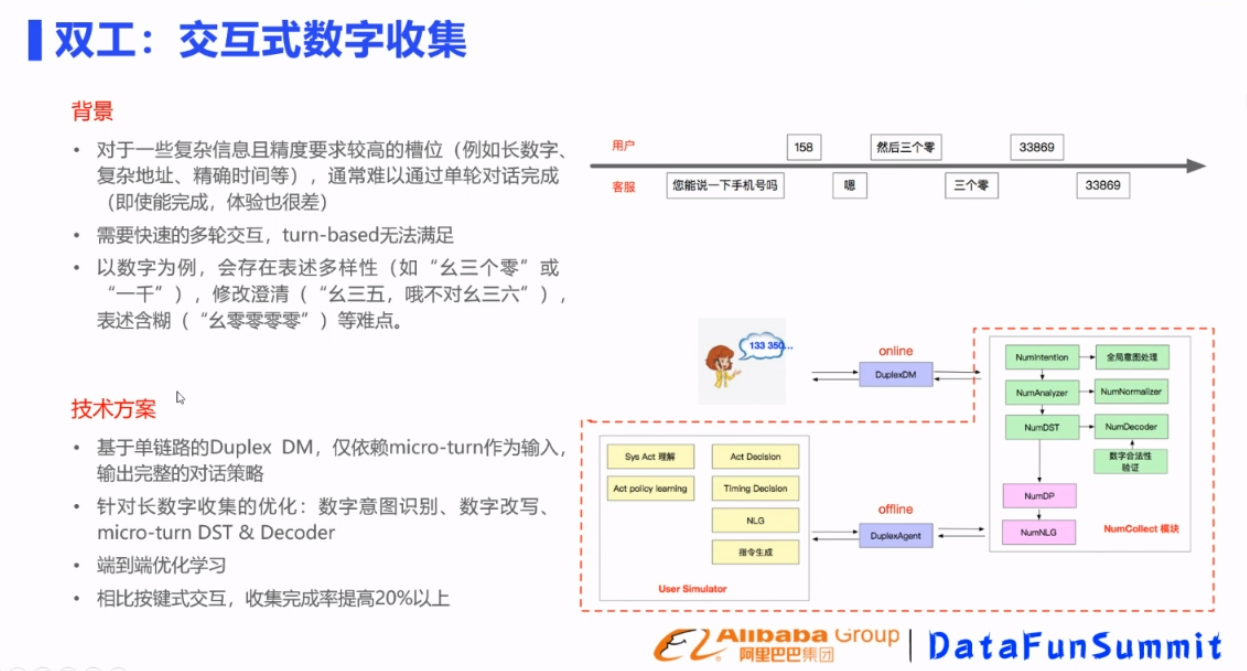 双工：交互式数字收集
背景
• 对于一些复杂信息且精度要求较高的槽位（例如长数字、
复杂地址、精确时间等），通常难以通过单轮对话完成
（即使能完成，体验也很差）
• 需要快速的多轮交互，turn-based无法满足
• 以数字为例，会存在表述多样性（如“幺三个零”或
“一千”），修改澄清（“幺三五，哦不对幺三六”），
表述含糊（“幺零零零零”）等难点。
技术方案
• 基于单链路的Duplex DM，仅依赖micro-turn作为输入，
输出完整的对话策略
• 针对长数字收集的优化：数字意图识别、数字改写、
micro-turn DST & Decoder
• 端到端优化学习
• 相比按键式交互，收集完成率提高20%以上
用户
158
然后三个零
33869
客服
您能说一下手机号吗
嗯
三个零
33869
133 350...
online
DuplexDM
NumIntention
全局意图处理
NumAnalyzer
NumNormalizer
NumDST
NumDecoder
数字合法性
验证
NumDP
NumNLG
NumCollect 模块
Sys Act 理解
Act Decision
Act policy learning
Timing Decision
NLG
指令生成
User Simulator
offline
DuplexAgent
Alibaba Group
阿里巴巴集团
DataFunSummit